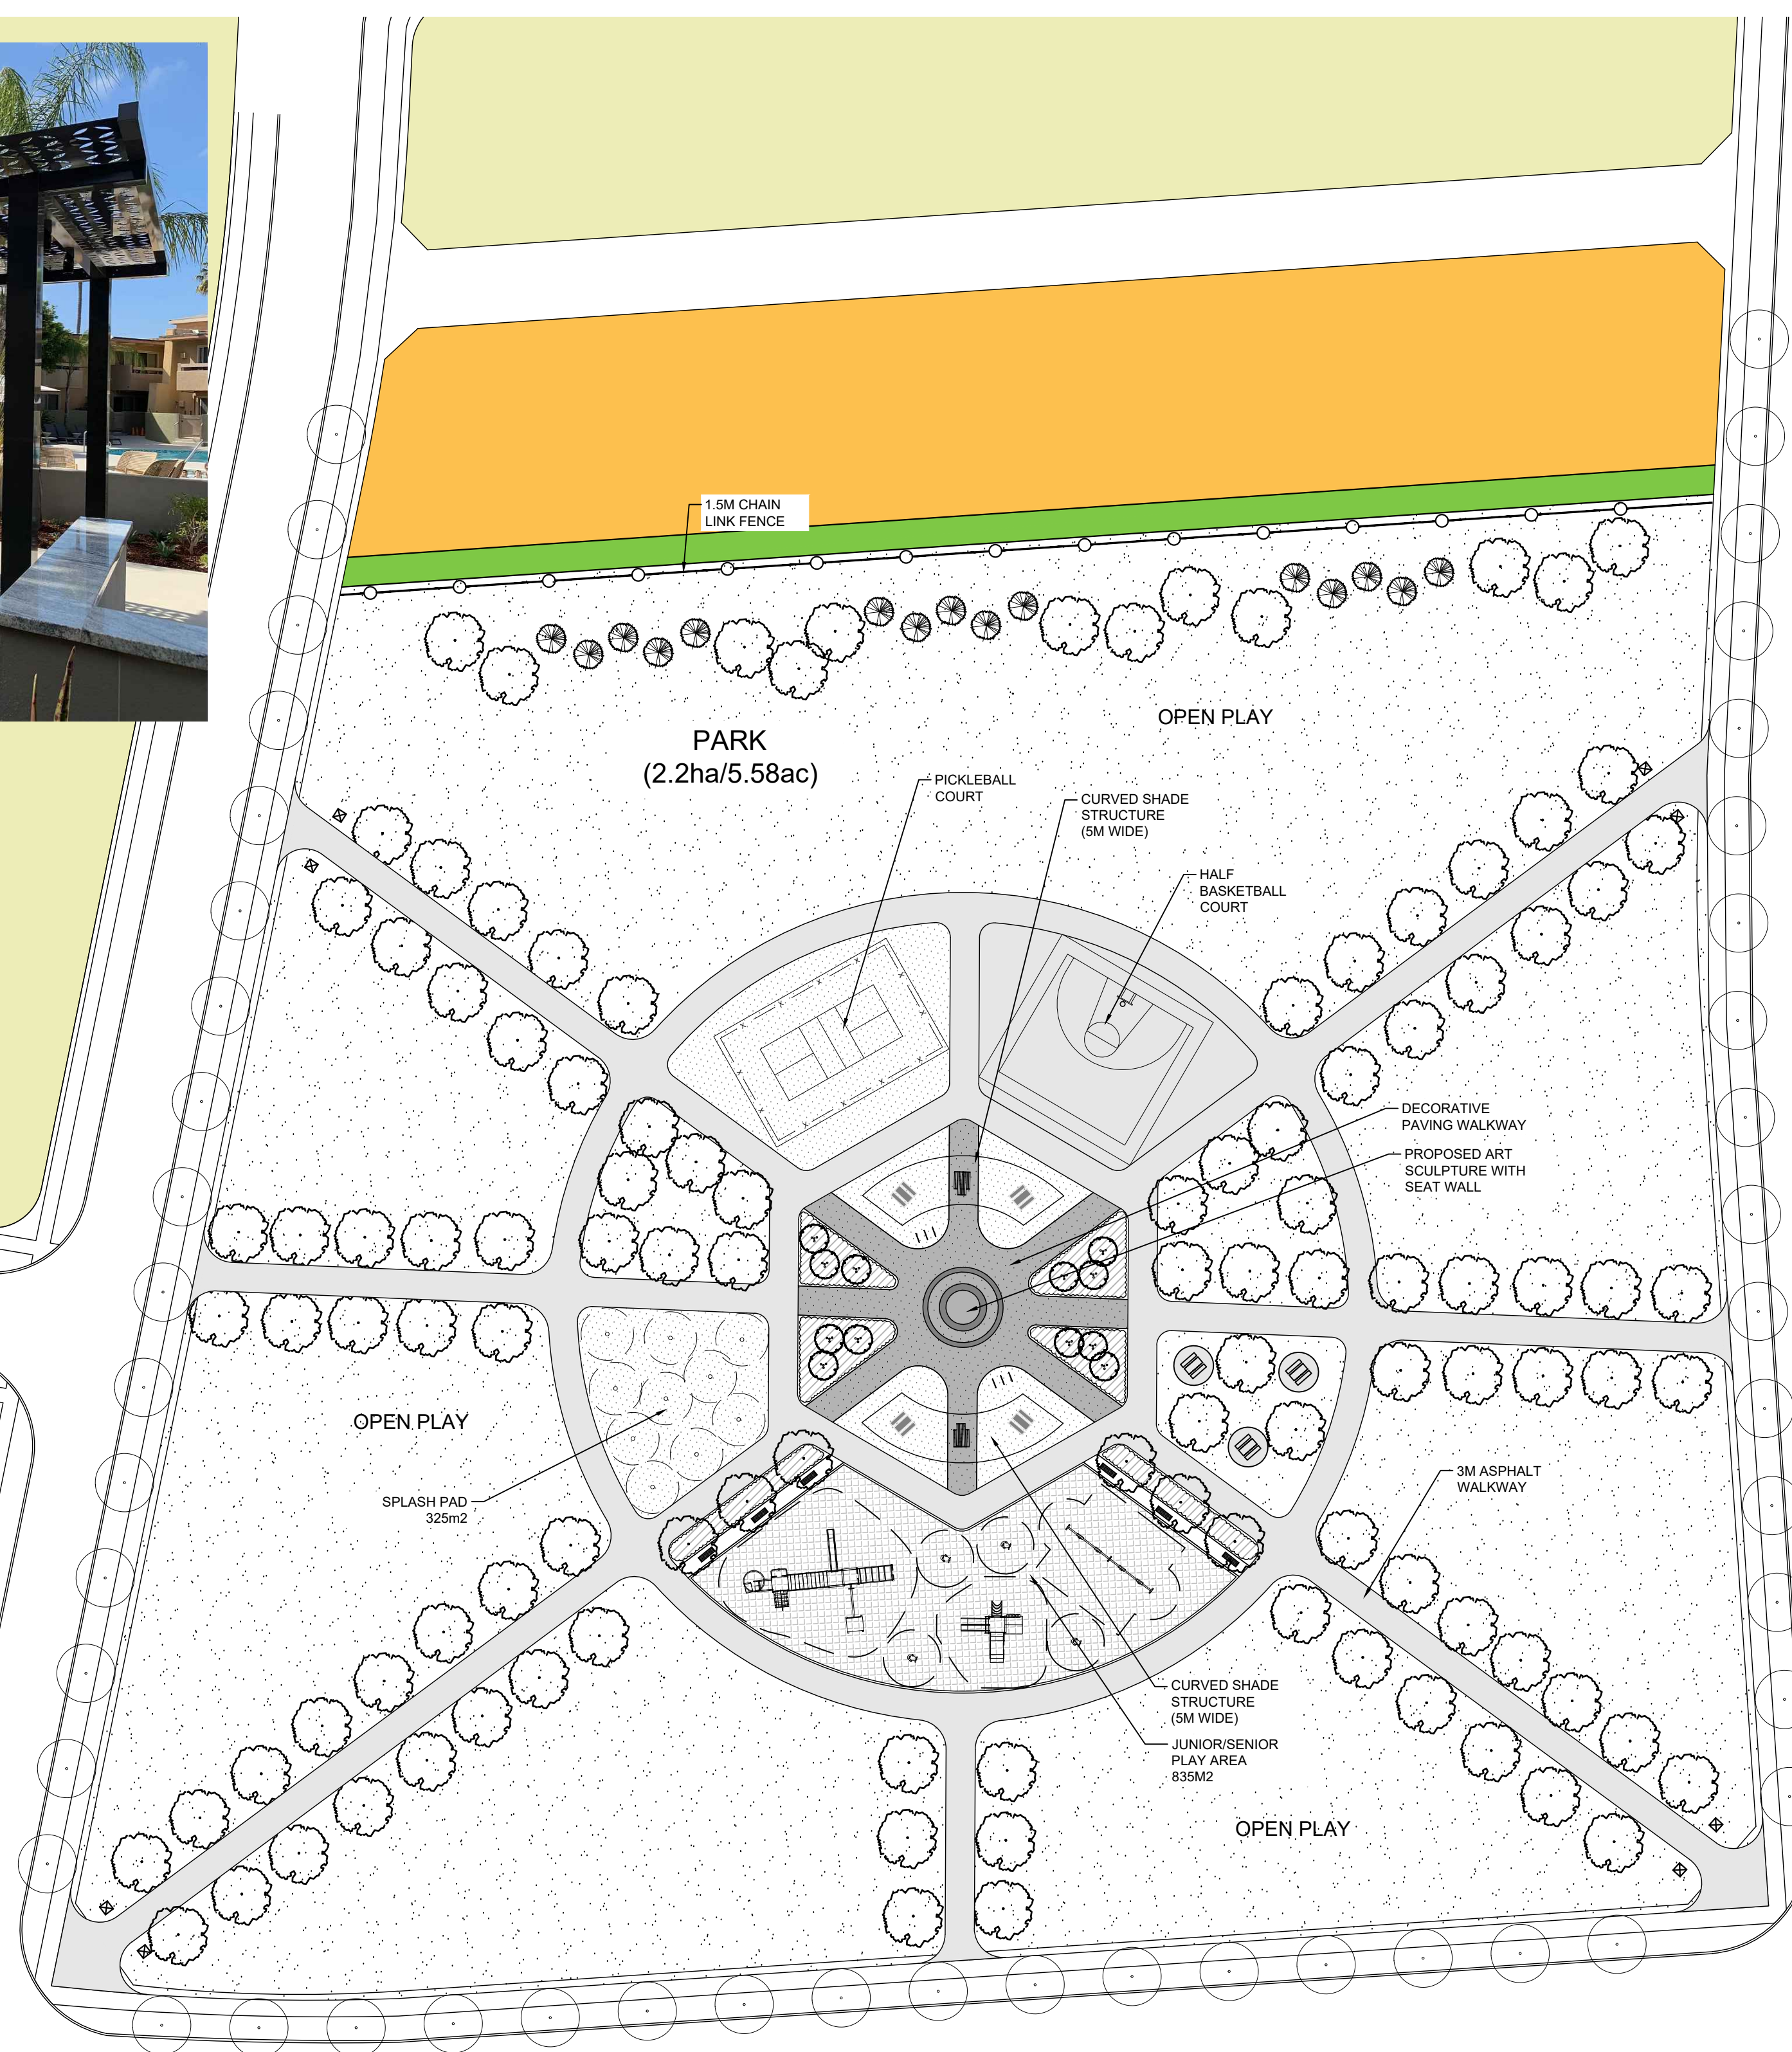 1.5M CHAIN
LINK FENCE
OPEN PLAY
PARK
(2.2ha/5.58ac)
PICKLEBALL
COURT
CURVED SHADE
STRUCTURE
(5M WIDE)
HALF
BASKETBALL
COURT
DECORATIVE
PAVING WALKWAY
PROPOSED ART
SCULPTURE WITH
SEAT WALL
OPEN PLAY
SPLASH PAD
325m2
3M ASPHALT
WALKWAY
CURVED SHADE
STRUCTURE
(5M WIDE)
JUNIOR/SENIOR
PLAY AREA
835M2
OPEN PLAY